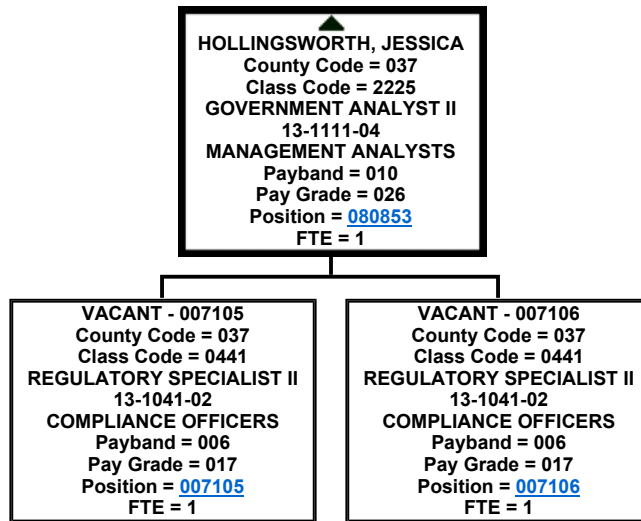 HOLLINGSWORTH, JESSICA
County Code = 037
Class Code = 2225
GOVERNMENT ANALYST II
13-1111-04
MANAGEMENT ANALYSTS
Payband = 010
Pay Grade = 026
Position = 080853
FTE = 1
VACANT - 007105
County Code = 037
Class Code = 0441
REGULATORY SPECIALIST II
13-1041-02
COMPLIANCE OFFICERS
Payband = 006
Pay Grade = 017
Position = 007105
FTE = 1
VACANT - 007106
County Code = 037
Class Code = 0441
REGULATORY SPECIALIST II
13-1041-02
COMPLIANCE OFFICERS
Payband = 006
Pay Grade = 017
Position = 007106
FTE = 1